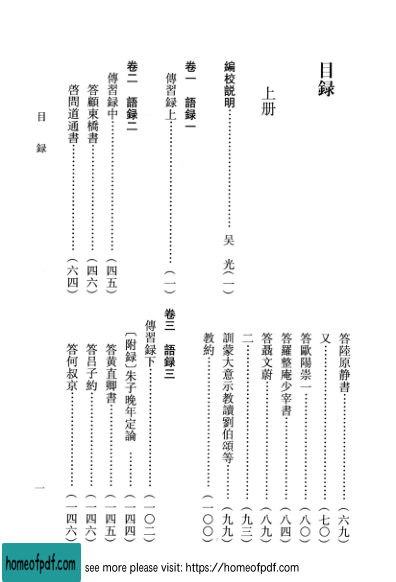 目録
上册
編校説明……………………吴 光(一)
卷一 語録一
傳習録上……………………(一)
卷二 語録二
傳習録中……………………(四五)
答顧東橋書……………………(四六)
啓問道通書……………………(六四)
答陸原静書……………………(六九)
又……………………(七〇)
答歐陽崇一……………………(八〇)
答羅整庵少宰書……………………(八四)
答聶文蔚……………………(八九)
二……………………(九三)
訓蒙大意示教讀劉伯頌等……………………(九九)
教約……………………(一〇〇)
卷三 語録三
傳習録下……………………(一〇二)
〔附録〕朱子晚年定論……………………(一四四)
答黄直卿書……………………(一四五)
答吕子約……………………(一四六)
答何叔京……………………(一四六)
目録
一
homeofpdf.com
see more please visit: https://homeofpdf.com